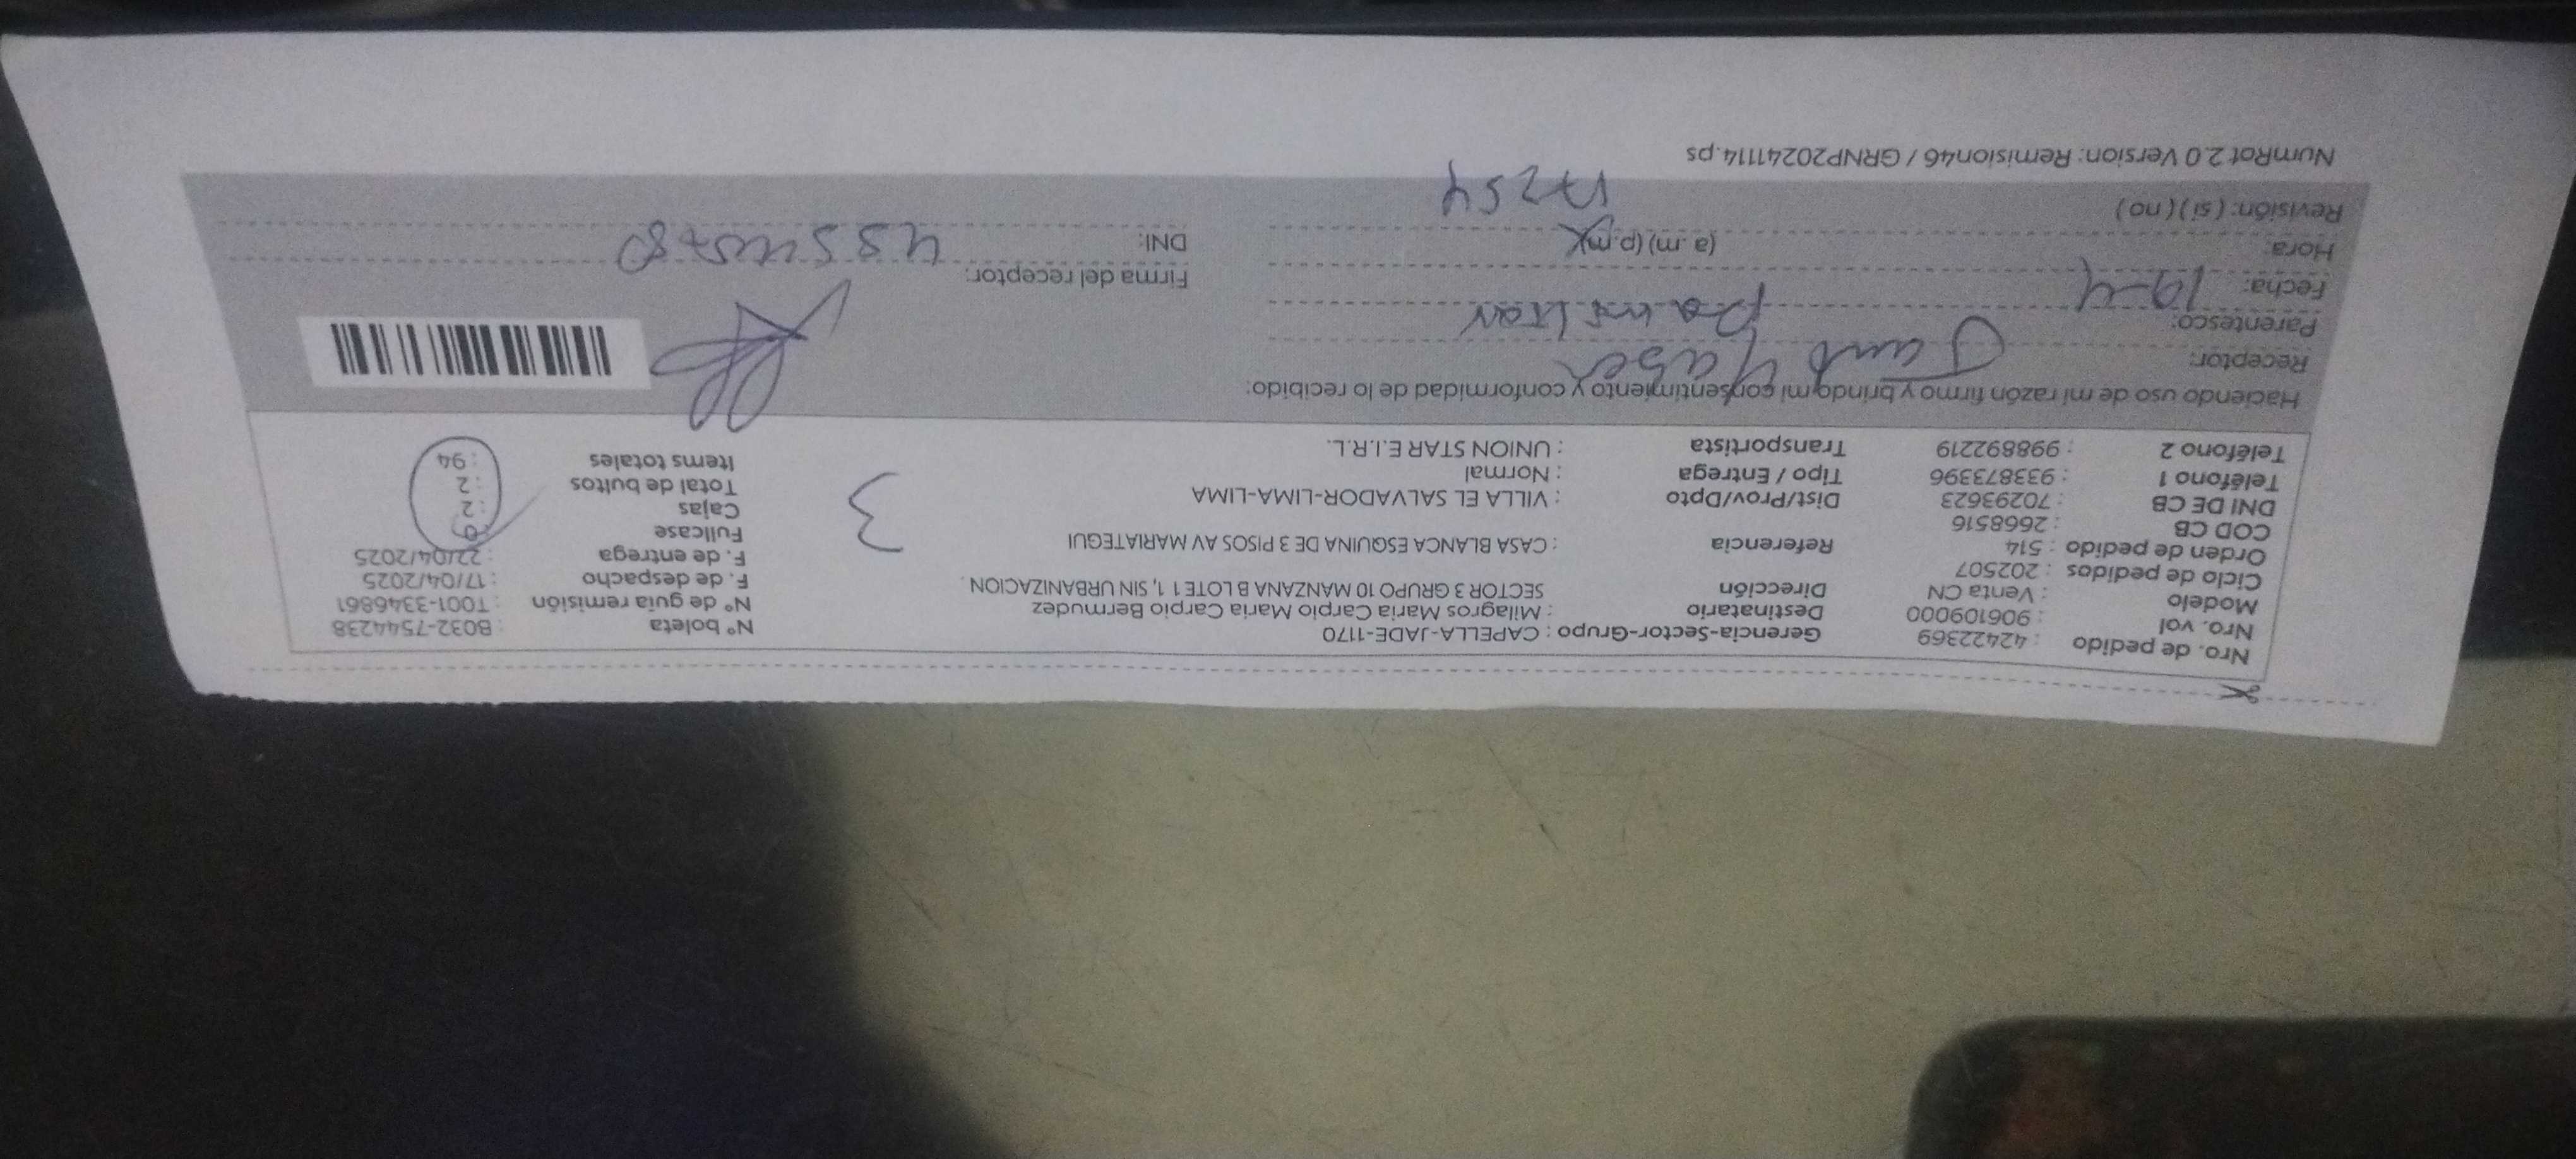 Nro. de pedido : 42422369 Gerencia-Sector-Grupo : CAPELLA-JADE-1170 N° boleta : B032-7544238
Nro. vol : 906109000 Destinatario : Milagros Maria Carpio Maria Carpio Bermudez N° de guía remisión : T001-3346861
Modelo : Venta CN Dirección SECTOR 3 GRUPO 10 MANZANA B LOTE 1 1, SIN URBANIZACION. F. de despacho : 17/04/2025
Ciclo de pedidos : 202507 F. de entrega : 22/04/2025
Orden de pedido : 514 Referencia : CASA BLANCA ESQUINA DE 3 PISOS AV MARIATEGUI Fullcase : 0
COD CB : 2668516 Cajas : 2
DNI DE CB : 70293623 Dist/Prov/Dpto : VILLA EL SALVADOR-LIMA-LIMA 3 Total de bultos : 2
Teléfono 1 : 933873396 Tipo / Entrega : Normal Items totales : 94
Teléfono 2 : 998892219 Transportista : UNION STAR E.I.R.L.
Haciendo uso de mi razón firmo y brindo mi consentimiento y conformidad de lo recibido:
Receptor:
Parentesco:
Fecha: 19-4 Firma del receptor:
Hora: (a. m) (p. m) DNI:
Revisión: ( si ) ( no )
NumRot 2.0 Version: Remision46 / GRNP20241114.ps